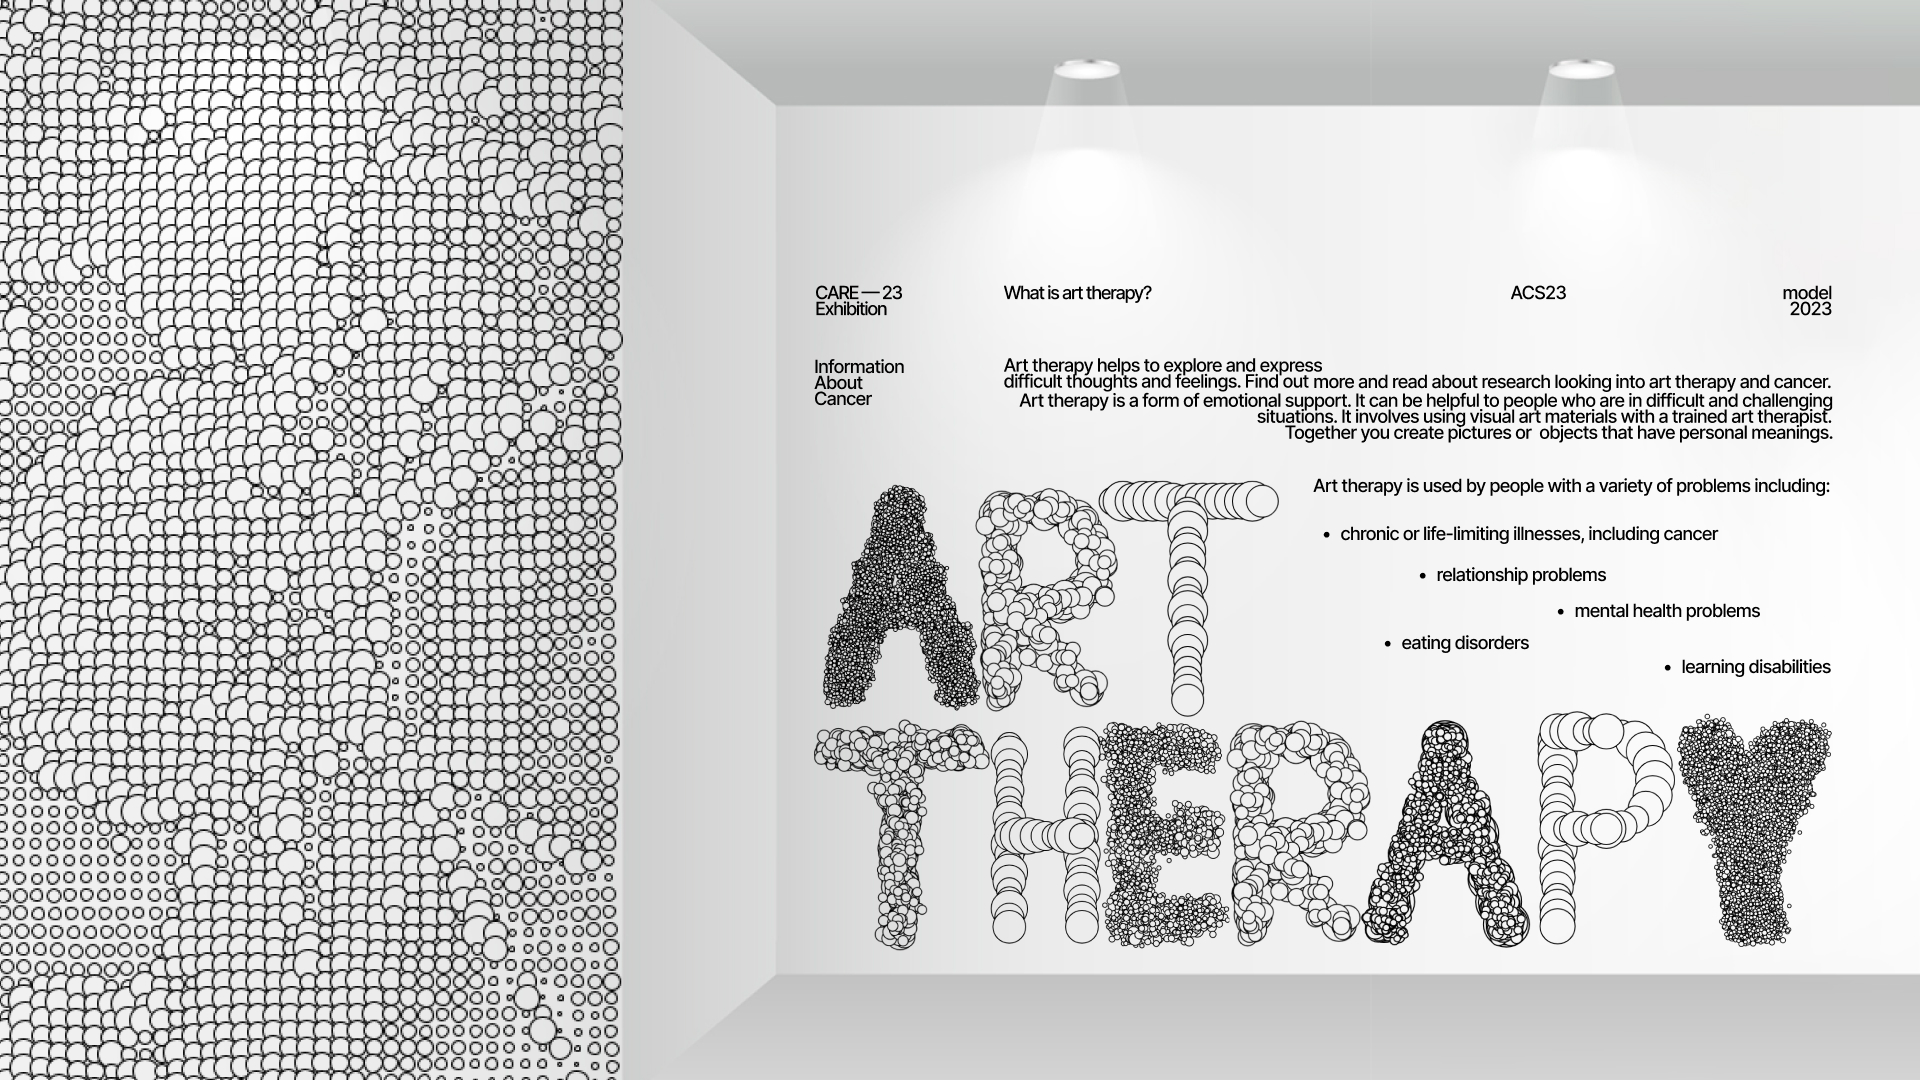 CARE — 23
Exhibition
What is art therapy?
ACS23
model
2023
Information
About
Cancer
Art therapy helps to explore and express
difficult thoughts and feelings. Find out more and read about research looking into art therapy and cancer.
Art therapy is a form of emotional support. It can be helpful to people who are in difficult and challenging
situations. It involves using visual art materials with a trained art therapist.
Together you create pictures or objects that have personal meanings.
Art therapy is used by people with a variety of problems including:
• chronic or life-limiting illnesses, including cancer
• relationship problems
• mental health problems
• eating disorders
• learning disabilities
ART
THERAPY